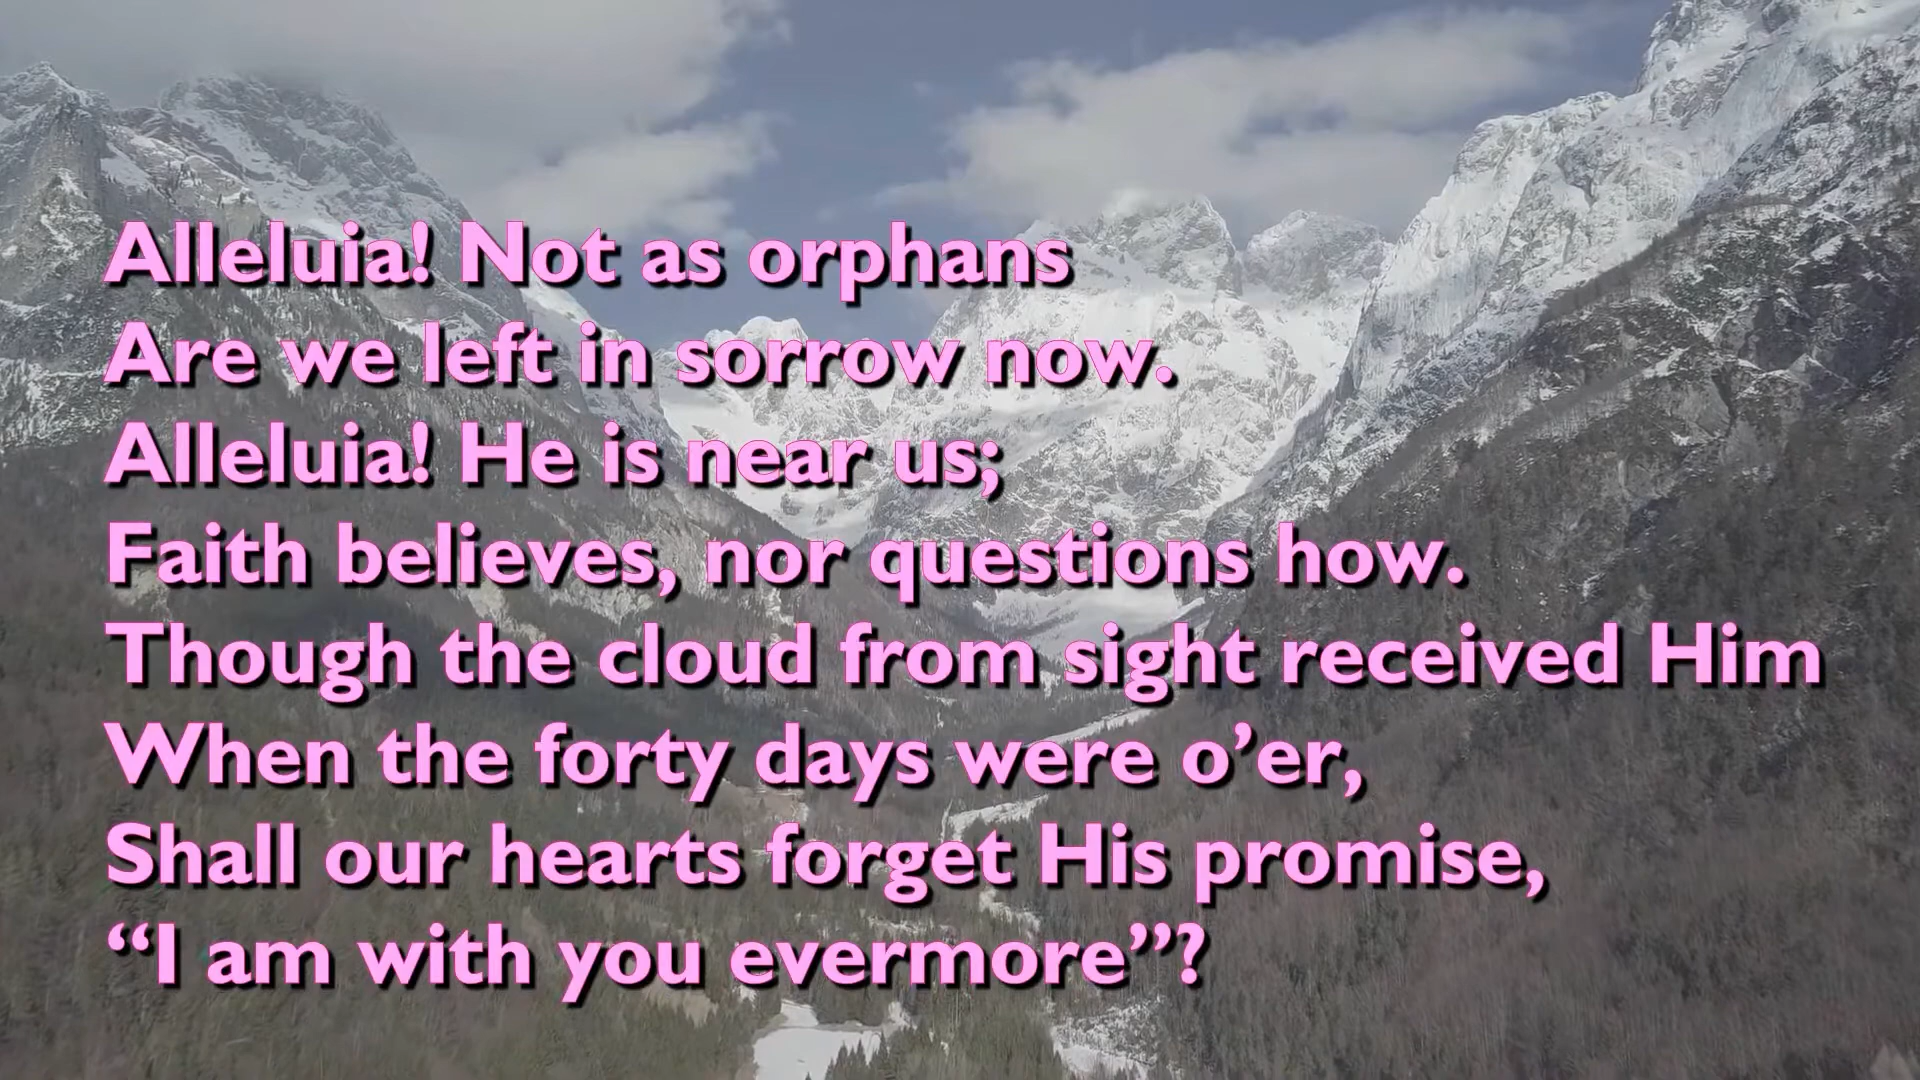 Alleluia! Not as orphans
Are we left in sorrow now.
Alleluia! He is near us;
Faith believes, nor questions how.
Though the cloud from sight received Him
When the forty days were o’er,
Shall our hearts forget His promise,
“I am with you evermore”?